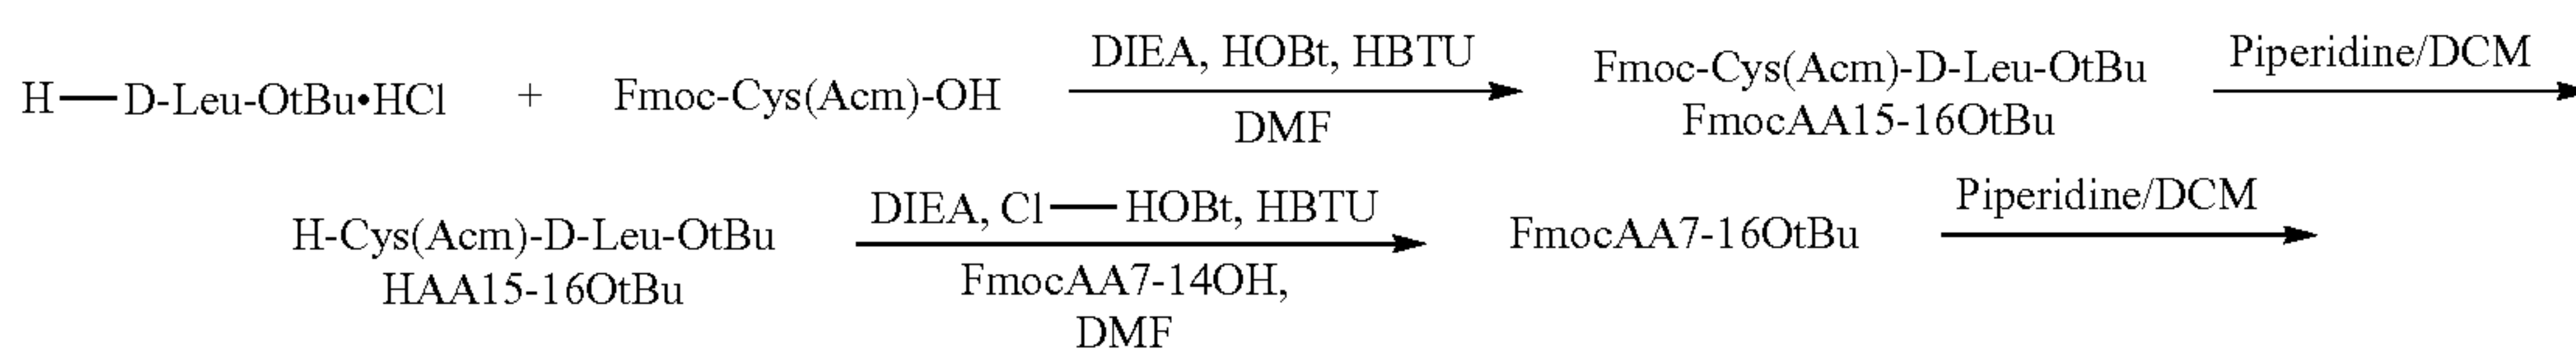 H—D-Leu-OtBu•HCl + Fmoc-Cys(Acm)-OH DIEA, HOBt, HBTU
DMF
Fmoc-Cys(Acm)-D-Leu-OtBu
FmocAA15-16OtBu
Piperidine/DCM
H-Cys(Acm)-D-Leu-OtBu
HAA15-16OtBu
DIEA, Cl—HOBt, HBTU
FmocAA7-14OH,
DMF
FmocAA7-16OtBu
Piperidine/DCM